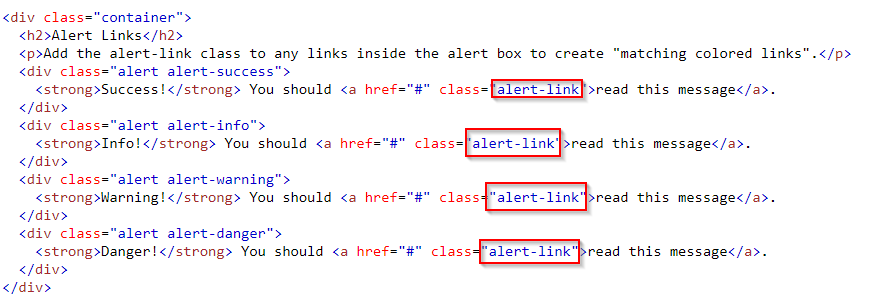 <div class="container">
<h2>Alert Links</h2>
<p>Add the alert-link class to any links inside the alert box to create "matching colored links".</p>
<div class="alert alert-success">
<strong>Success!</strong> You should <a href="#" class="alert-link">read this message</a>.
</div>
<div class="alert alert-info">
<strong>Info!</strong> You should <a href="#" class="alert-link">read this message</a>.
</div>
<div class="alert alert-warning">
<strong>Warning!</strong> You should <a href="#" class="alert-link">read this message</a>.
</div>
<div class="alert alert-danger">
<strong>Danger!</strong> You should <a href="#" class="alert-link">read this message</a>.
</div>
</div>